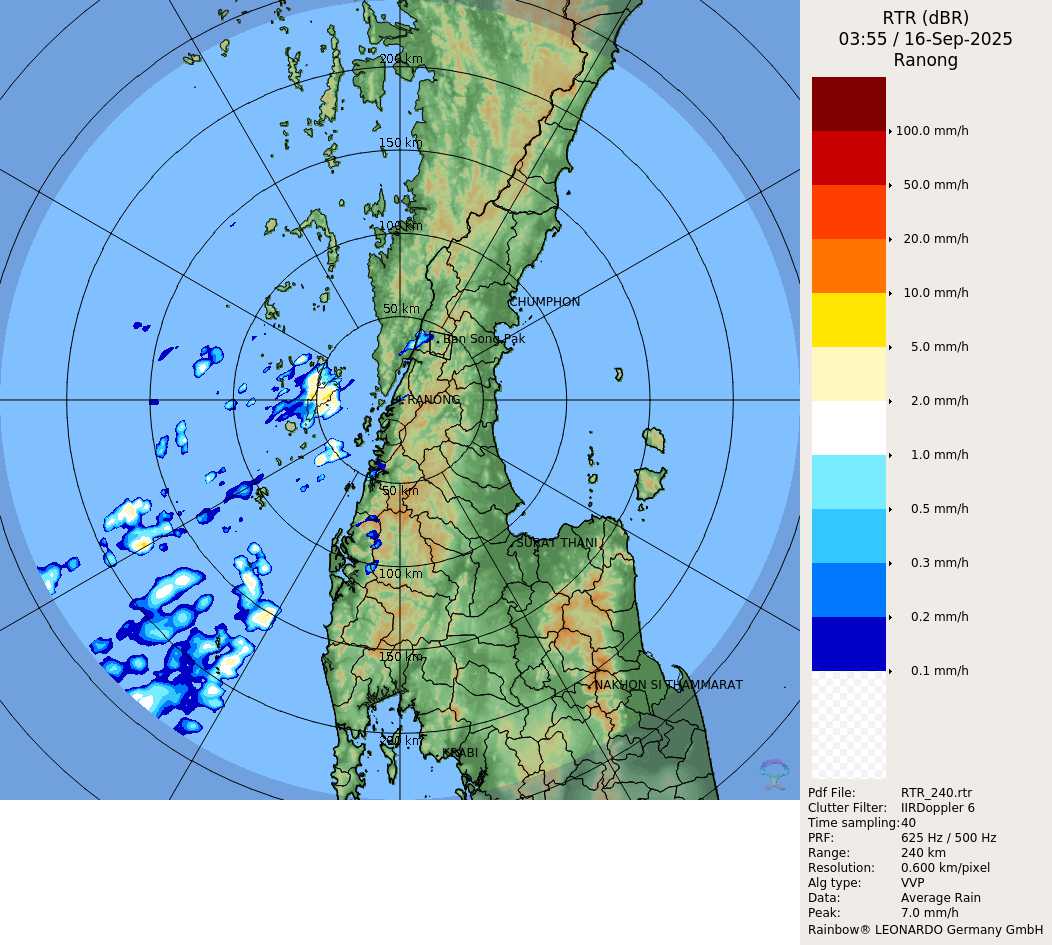 RTR (dBR)
03:55 / 16-Sep-2025
Ranong
100.0 mm/h
50.0 mm/h
20.0 mm/h
10.0 mm/h
5.0 mm/h
2.0 mm/h
1.0 mm/h
0.5 mm/h
0.3 mm/h
0.2 mm/h
0.1 mm/h
200 km
150 km
100 km
50 km
CHUMPHON
Ban Song Pak
RANONG
50 km
SURAT THANI
100 km
150 km
NAKHON SI THAMMARAT
200 km
KRABI
Pdf File: RTR_240.rtr
Clutter Filter: IIRDoppler 6
Time sampling: 40
PRF: 625 Hz / 500 Hz
Range: 240 km
Resolution: 0.600 km/pixel
Alg type: VVP
Data: Average Rain
Peak: 7.0 mm/h
Rainbow® LEONARDO Germany GmbH